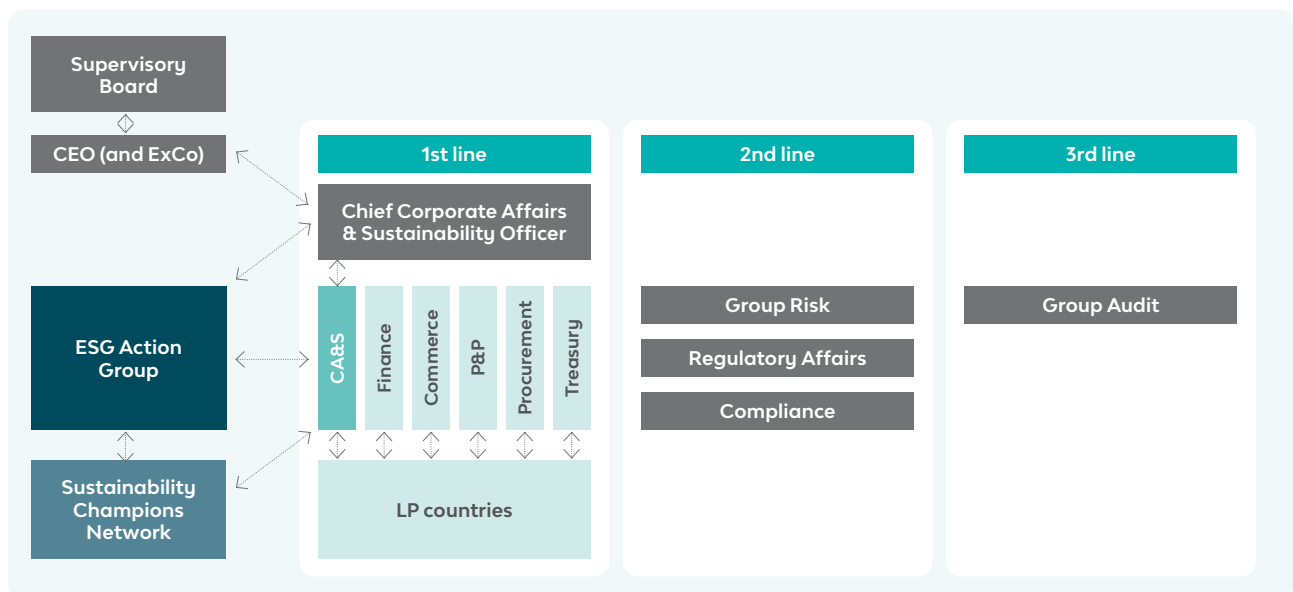 Supervisory
Board
CEO (and ExCo)
1st line
2nd line
3rd line
Chief Corporate Affairs
& Sustainability Officer
ESG Action
Group
CA&S
Finance
Commerce
P&P
Procurement
Treasury
Group Risk
Regulatory Affairs
Compliance
Group Audit
Sustainability
Champions
Network
LP countries